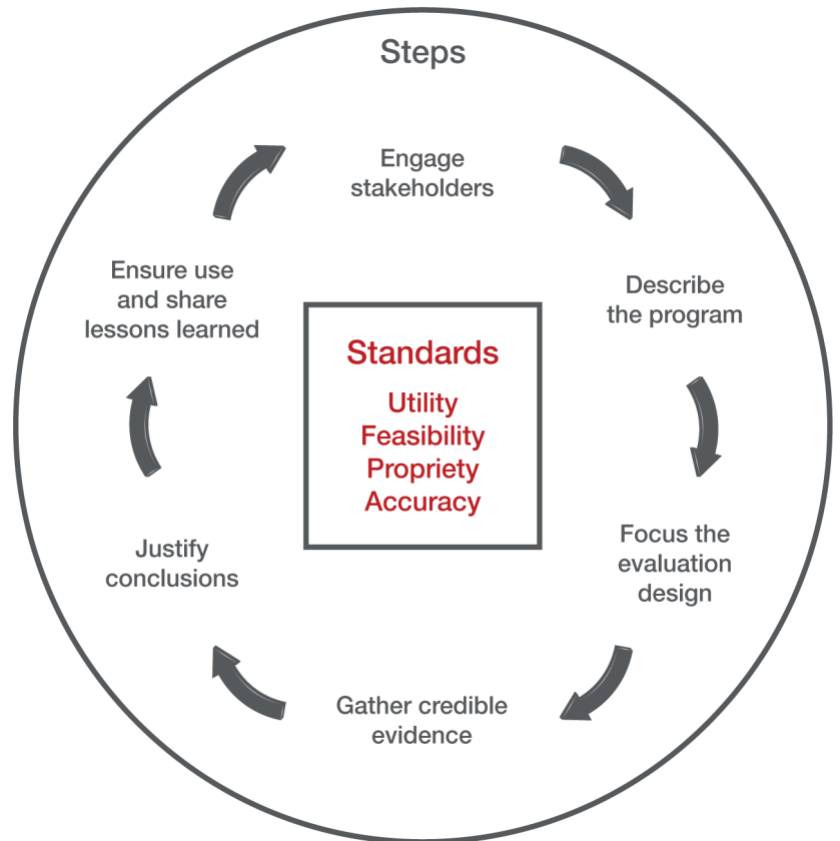 Steps
Engage
stakeholders
Describe
the program
Focus the
evaluation
design
Gather credible
evidence
Justify
conclusions
Ensure use
and share
lessons learned
Standards
Utility
Feasibility
Propriety
Accuracy